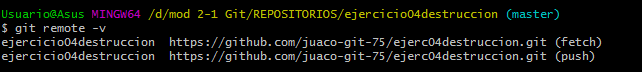 Usuario@Asus MINGW64 /d/mod 2-1 Git/REPOSITORIOS/ejercicio04destruccion (master)
$ git remote -v
ejercicio04destruccion  https://github.com/juaco-git-75/ejerc04destruccion.git (fetch)
ejercicio04destruccion  https://github.com/juaco-git-75/ejerc04destruccion.git (push)